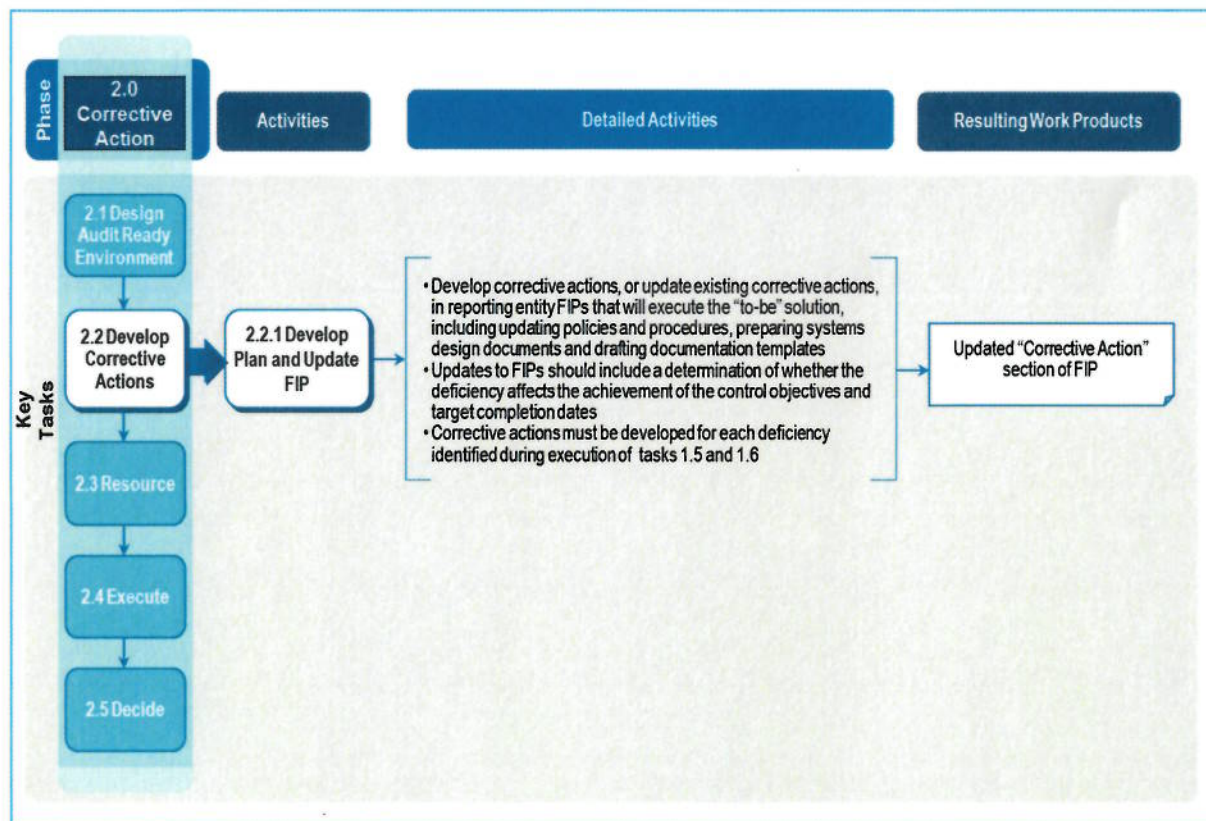 Phase
2.0
Corrective
Action
Activities
Detailed Activities
Resulting Work Products
Key
Tasks
2.1 Design
Audit Ready
Environment
2.2 Develop
Corrective
Actions
2.3 Resource
2.4 Execute
2.5 Decide
2.2.1 Develop
Plan and Update
FIP
• Develop corrective actions, or update existing corrective actions,
in reporting entity FIPs that will execute the "to-be" solution,
including updating policies and procedures, preparing systems
design documents and drafting documentation templates
• Updates to FIPs should include a determination of whether the
deficiency affects the achievement of the control objectives and
target completion dates
• Corrective actions must be developed for each deficiency
identified during execution of tasks 1.5 and 1.6
Updated "Corrective Action"
section of FIP